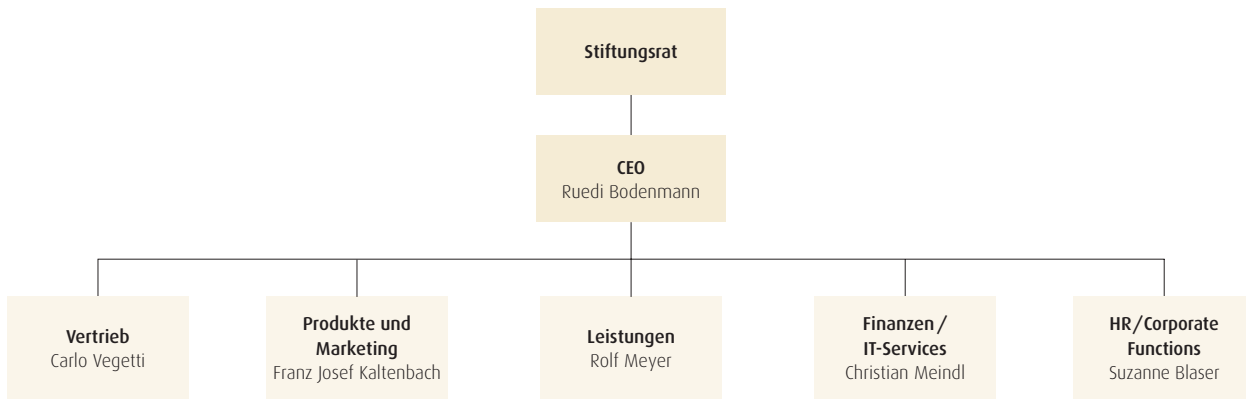 Stiftungsrat
CEO
Ruedi Bodenmann
Vertrieb
Carlo Vegetti
Produkte und
Marketing
Franz Josef Kaltenbach
Leistungen
Rolf Meyer
Finanzen /
IT-Services
Christian Meindl
HR/Corporate
Functions
Suzanne Blaser